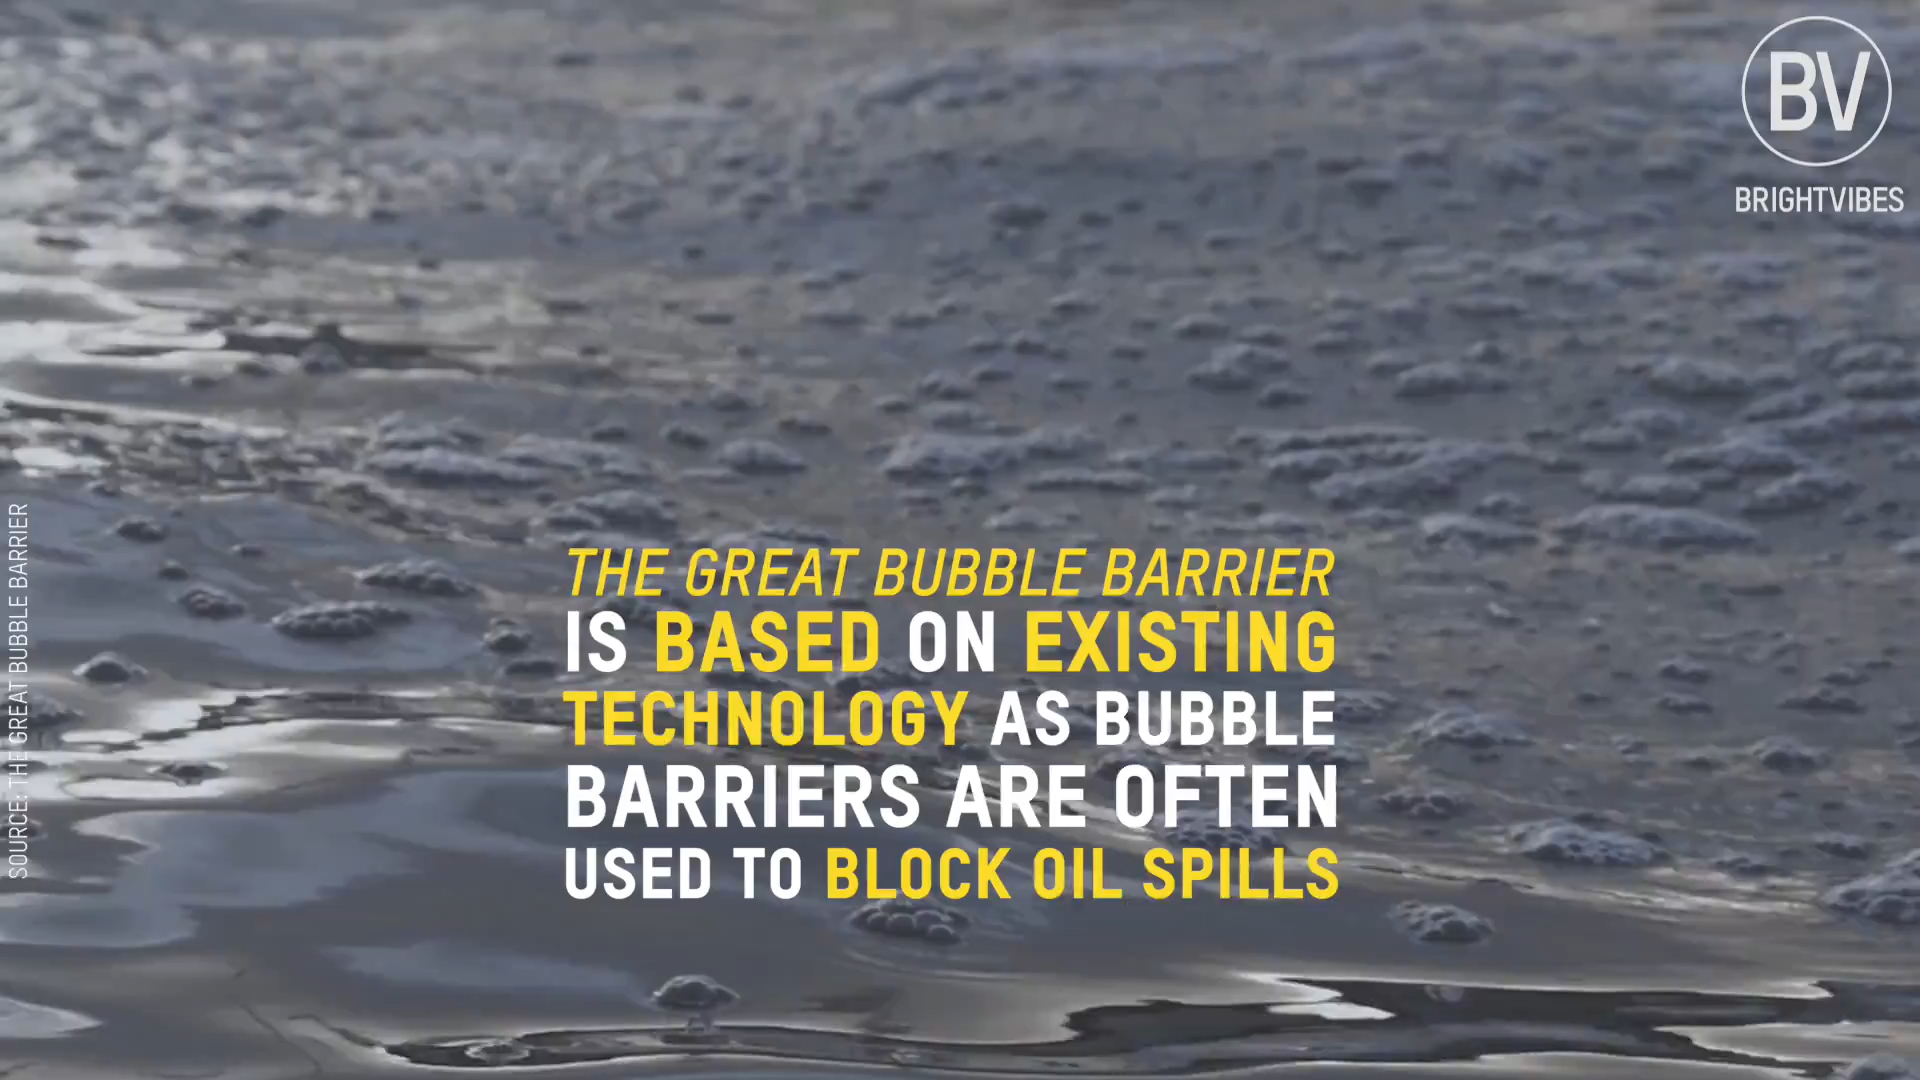 BV
BRIGHTVIBES
THE GREAT BUBBLE BARRIER
IS BASED ON EXISTING
TECHNOLOGY AS BUBBLE
BARRIERS ARE OFTEN
USED TO BLOCK OIL SPILLS
SOURCE: THE GREAT BUBBLE BARRIER